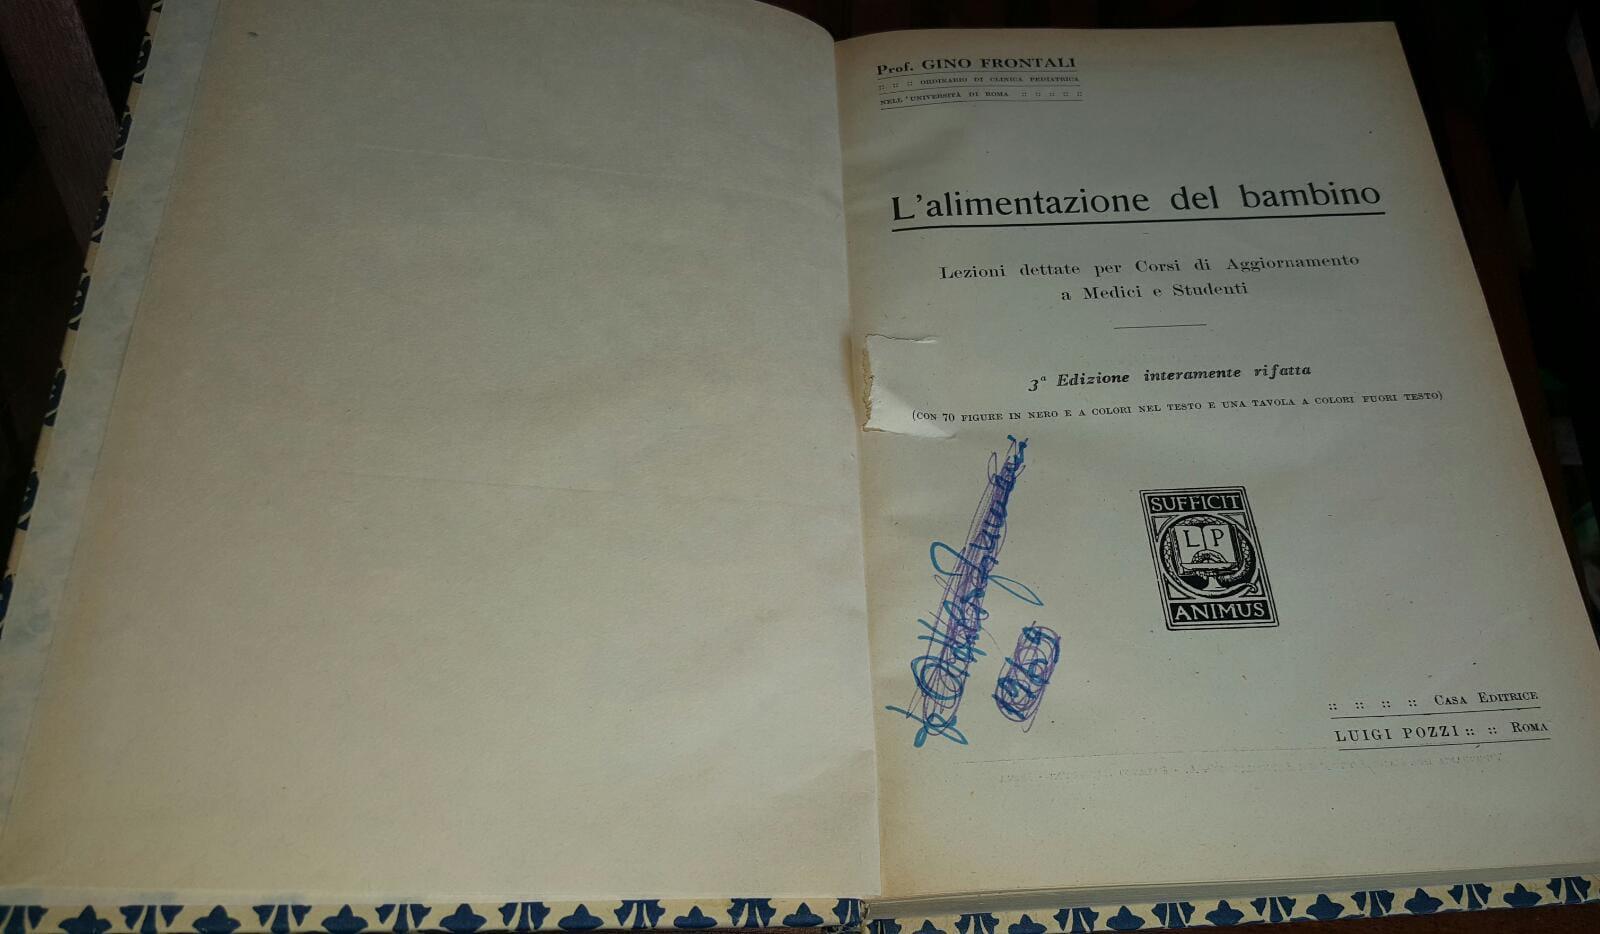 Prof. GINO FRONTALI
:: :: :: ORDINARIO DI CLINICA PEDIATRICA
NELL'UNIVERSITÀ DI ROMA :: :: :: :: ::
L'alimentazione del bambino
Lezioni dettate per Corsi di Aggiornamento
a Medici e Studenti
3ª Edizione interamente rifatta
(CON 70 FIGURE IN NERO E A COLORI NEL TESTO E UNA TAVOLA A COLORI FUORI TESTO)
SUFFICIT
L P
ANIMUS
1969
:: :: :: :: CASA EDITRICE
LUIGI POZZI :: :: ROMA